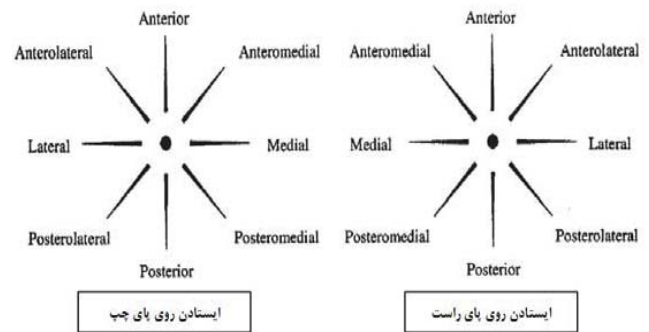 Anterior
Anterolateral
Anteromedial
Lateral
Medial
Posterolateral
Posteromedial
Posterior
ایستادن روی پای چپ
Anterior
Anteromedial
Anterolateral
Medial
Lateral
Posteromedial
Posterolateral
Posterior
ایستادن روی پای راست